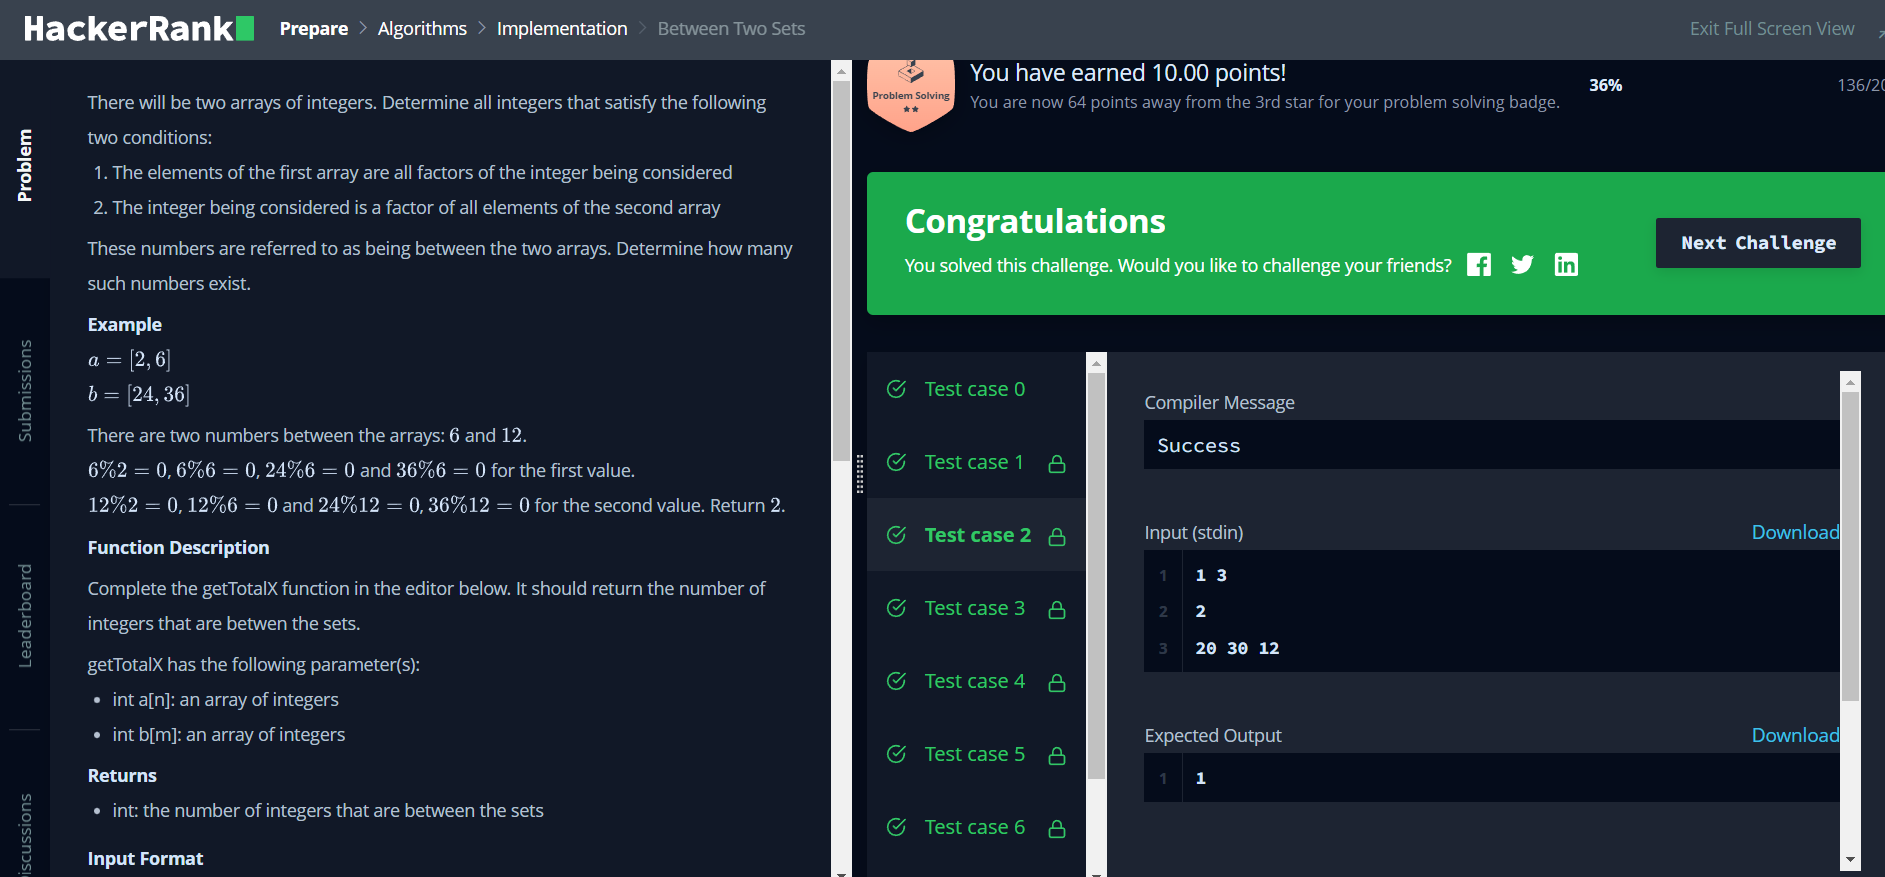 HackerRank
Prepare > Algorithms > Implementation > Between Two Sets
Exit Full Screen View
Problem
Submissions
Leaderboard
There will be two arrays of integers. Determine all integers that satisfy the following
two conditions:
1. The elements of the first array are all factors of the integer being considered
2. The integer being considered is a factor of all elements of the second array
These numbers are referred to as being between the two arrays. Determine how many
such numbers exist.
Example
a = [2, 6]
b = [24, 36]
There are two numbers between the arrays: 6 and 12.
6%2 = 0, 6%6 = 0, 24%6 = 0 and 36%6 = 0 for the first value.
12%2 = 0, 12%6 = 0 and 24%12 = 0, 36%12 = 0 for the second value. Return 2.
Function Description
Complete the getTotalX function in the editor below. It should return the number of
integers that are betwen the sets.
getTotalX has the following parameter(s):
• int a[n]: an array of integers
• int b[m]: an array of integers
Returns
• int: the number of integers that are between the sets
Input Format
Problem Solving
You have earned 10.00 points!
You are now 64 points away from the 3rd star for your problem solving badge.
36%
136/20
Congratulations
You solved this challenge. Would you like to challenge your friends?
Next Challenge
Test case 0
Test case 1
Test case 2
Test case 3
Test case 4
Test case 5
Test case 6
Compiler Message
Success
Input (stdin)
Download
1 1 3
2 2
3 20 30 12
Expected Output
Download
1 1